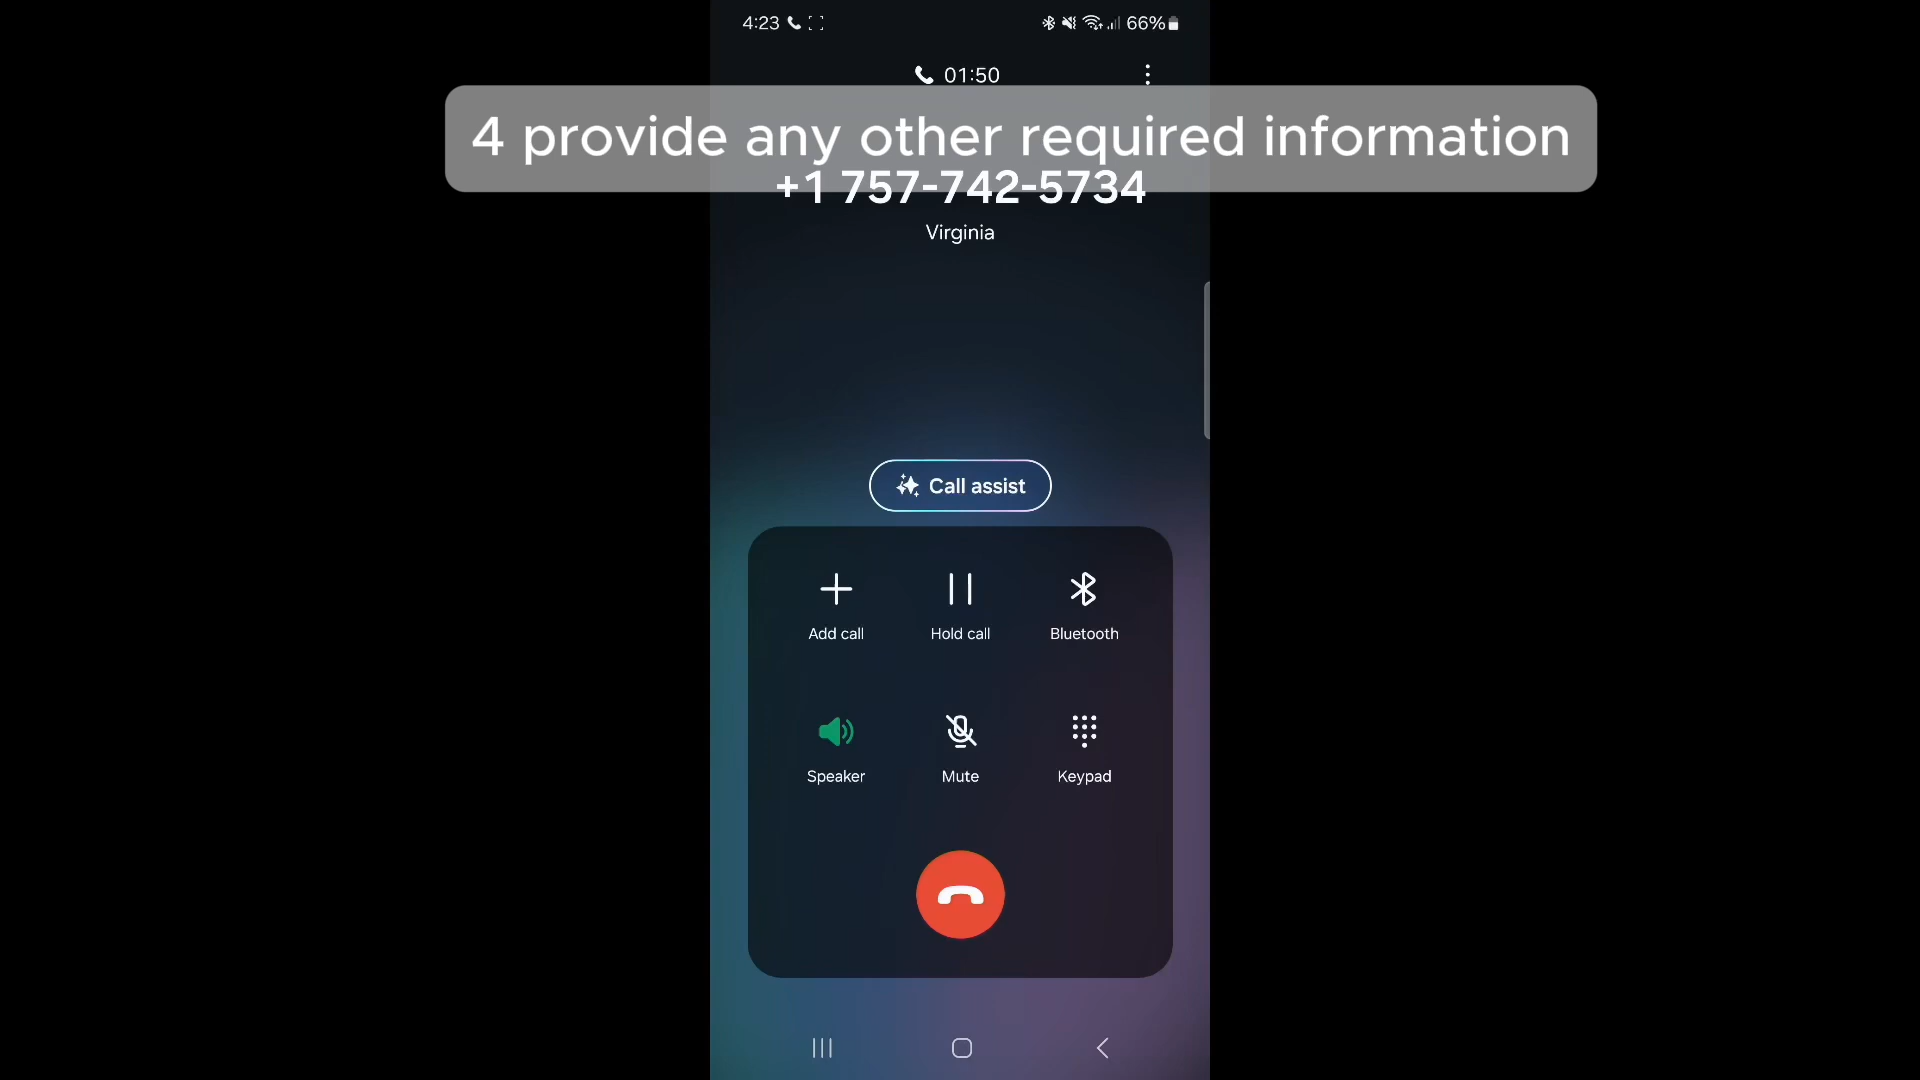 4:23
66%
01:50
4 provide any other required information
+1 757-742-5734
Virginia
Call assist
Add call
Hold call
Bluetooth
Speaker
Mute
Keypad